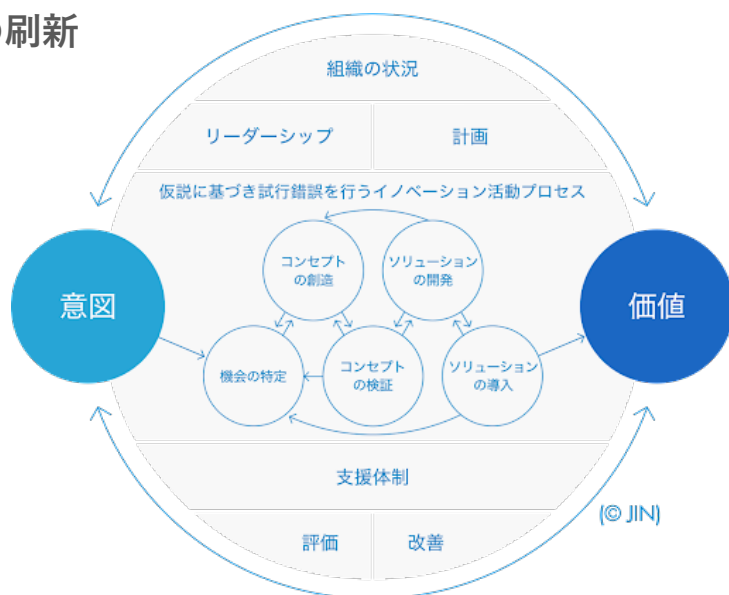 刷新
組織の状況
リーダーシップ
計画
仮説に基づき試行錯誤を行うイノベーション活動プロセス
コンセプト
の創造
ソリューション
の開発
意図
価値
機会の特定
コンセプト
の検証
ソリューション
の導入
支援体制
(© JIN)
評価
改善